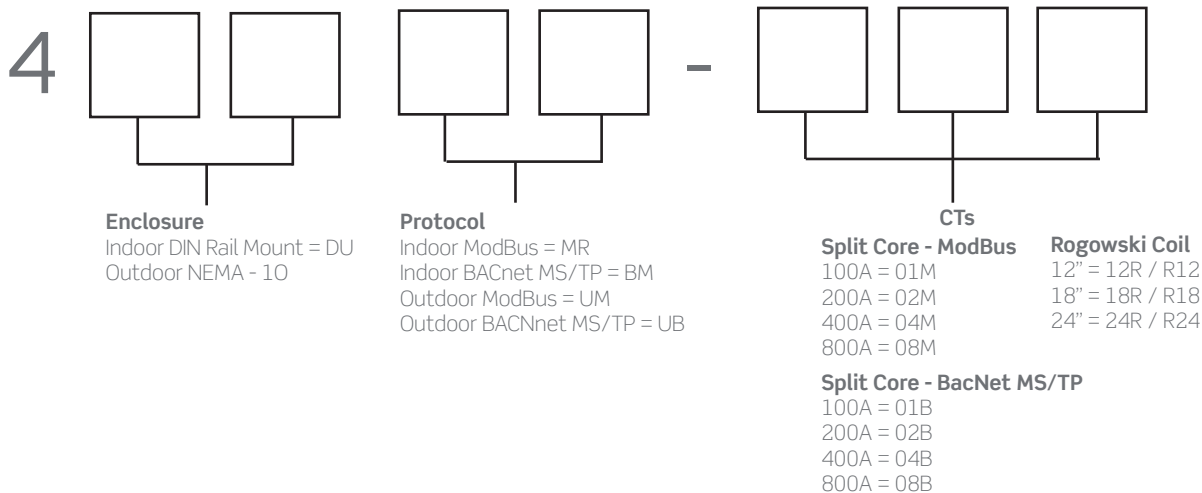 4 -
Enclosure
Indoor DIN Rail Mount = DU
Outdoor NEMA - 10
Protocol
Indoor ModBus = MR
Indoor BACnet MS/TP = BM
Outdoor ModBus = UM
Outdoor BACNnet MS/TP = UB
CTs
Split Core - ModBus
100A = 01M
200A = 02M
400A = 04M
800A = 08M
Rogowski Coil
12” = 12R / R12
18” = 18R / R18
24” = 24R / R24
Split Core - BacNet MS/TP
100A = 01B
200A = 02B
400A = 04B
800A = 08B